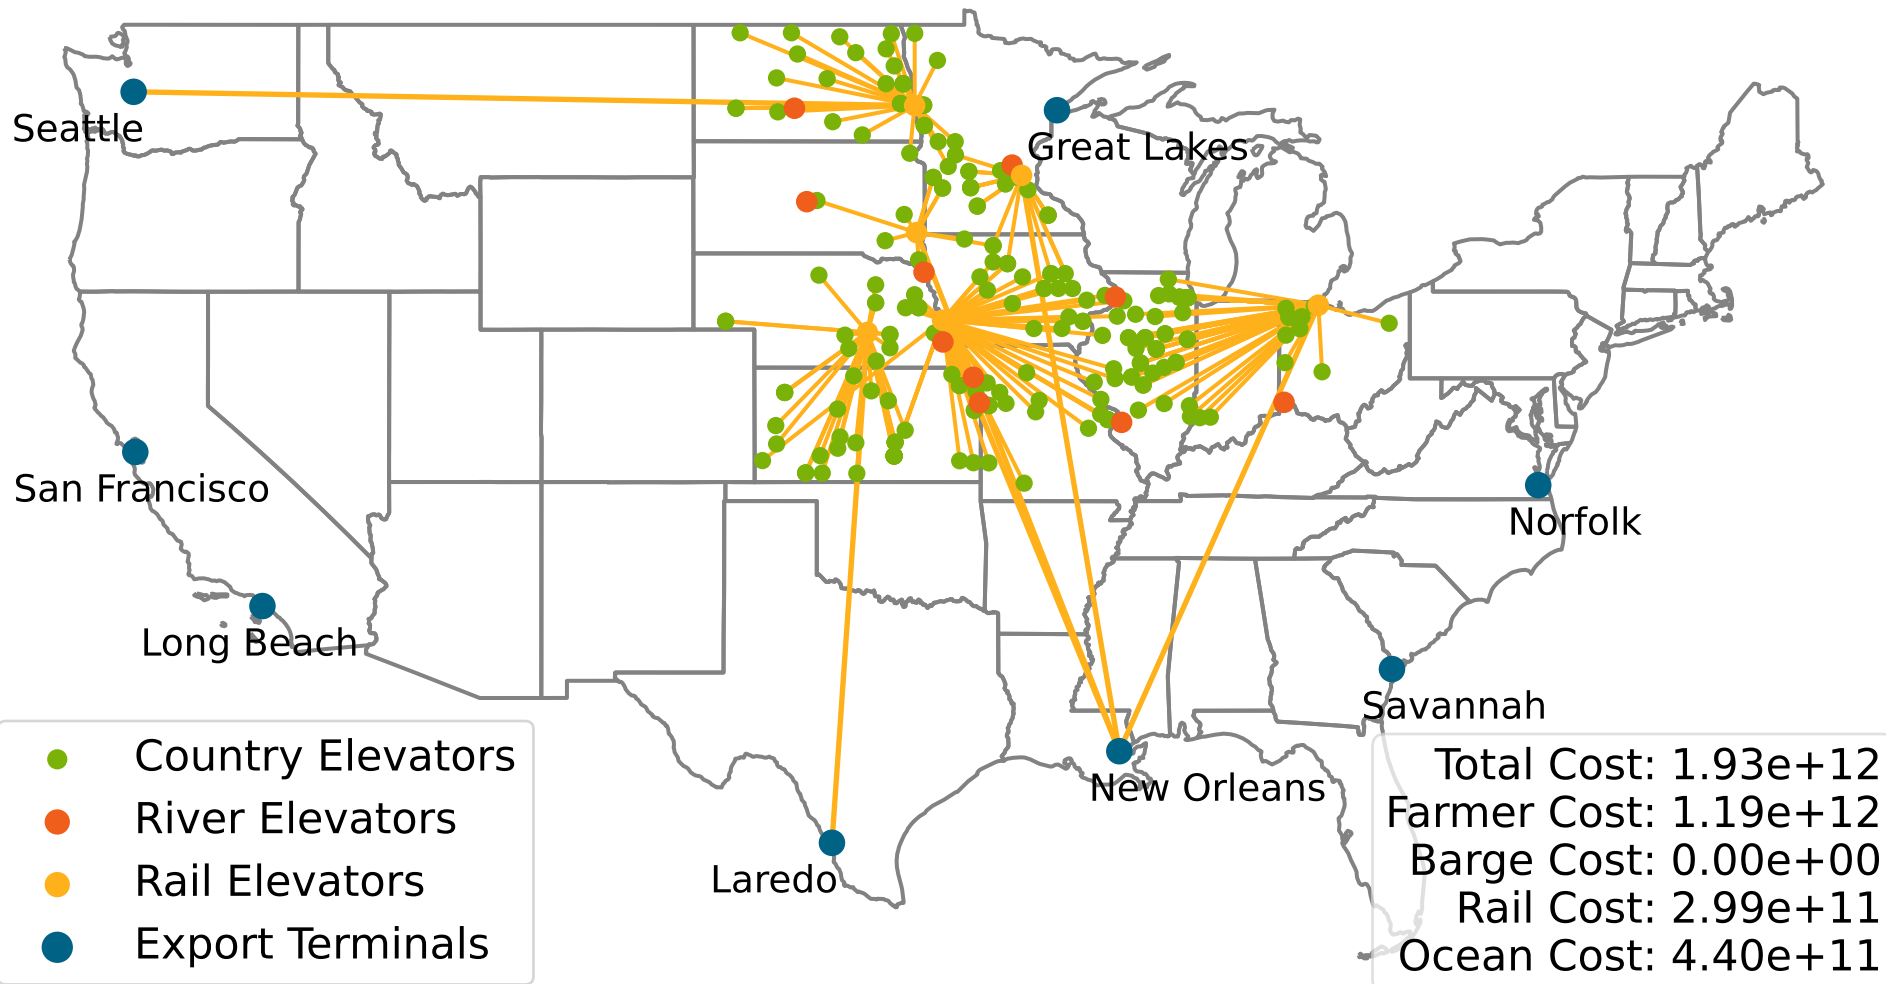 Seattle
Great Lakes
San Francisco
Norfolk
Long Beach
Savannah
New Orleans
Laredo
Country Elevators
River Elevators
Rail Elevators
Export Terminals
Total Cost: 1.93e+12
Farmer Cost: 1.19e+12
Barge Cost: 0.00e+00
Rail Cost: 2.99e+11
Ocean Cost: 4.40e+11